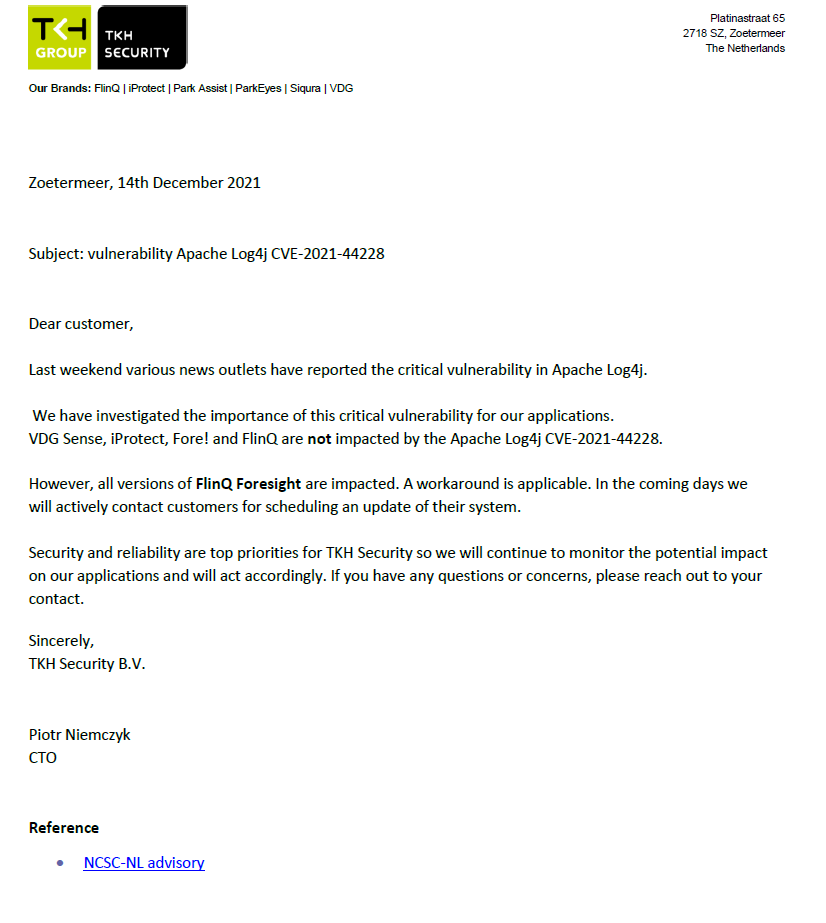 TKH
GROUP
TKH
SECURITY
Platinastraat 65
2718 SZ, Zoetermeer
The Netherlands
Our Brands: FlinQ | iProtect | Park Assist | ParkEyes | Siqura | VDG
Zoetermeer, 14th December 2021
Subject: vulnerability Apache Log4j CVE-2021-44228
Dear customer,
Last weekend various news outlets have reported the critical vulnerability in Apache Log4j.
We have investigated the importance of this critical vulnerability for our applications.
VDG Sense, iProtect, Fore! and FlinQ are not impacted by the Apache Log4j CVE-2021-44228.
However, all versions of FlinQ Foresight are impacted. A workaround is applicable. In the coming days we
will actively contact customers for scheduling an update of their system.
Security and reliability are top priorities for TKH Security so we will continue to monitor the potential impact
on our applications and will act accordingly. If you have any questions or concerns, please reach out to your
contact.
Sincerely,
TKH Security B.V.
Piotr Niemczyk
CTO
Reference
• NCSC-NL advisory